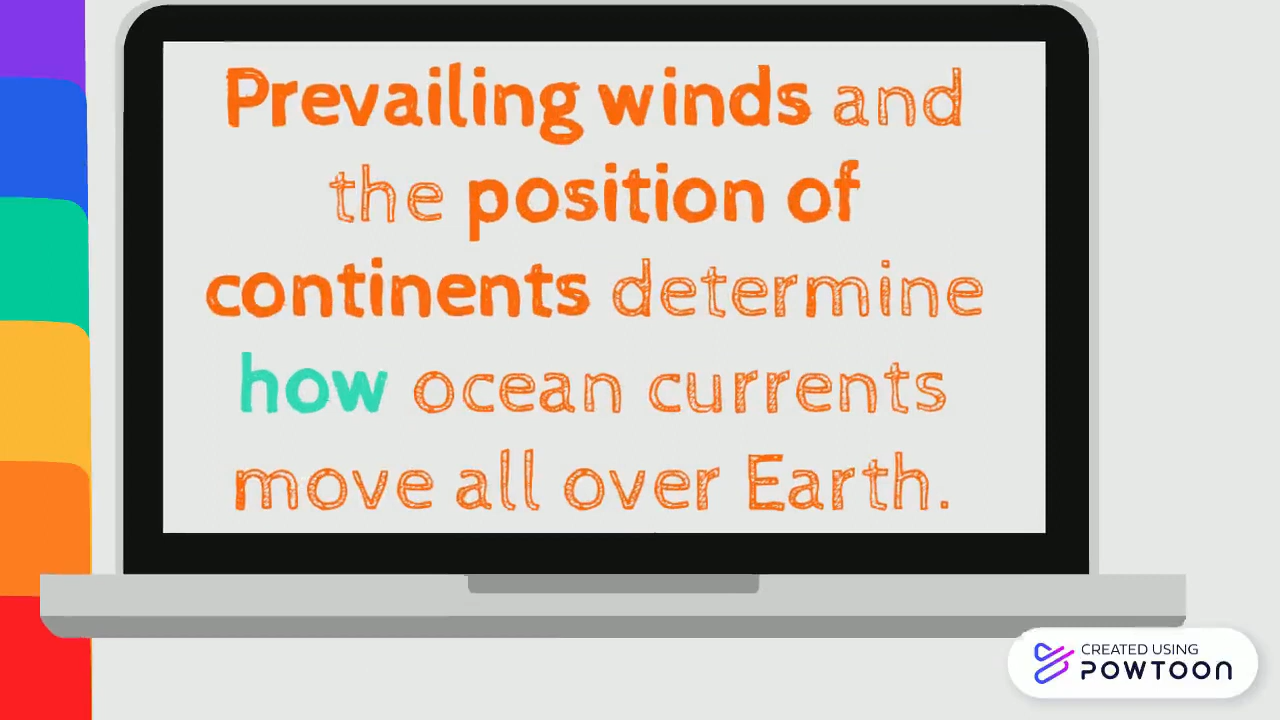 Prevailing winds and
the position of
continents determine
how ocean currents
move all over Earth.
CREATED USING
POWTOON